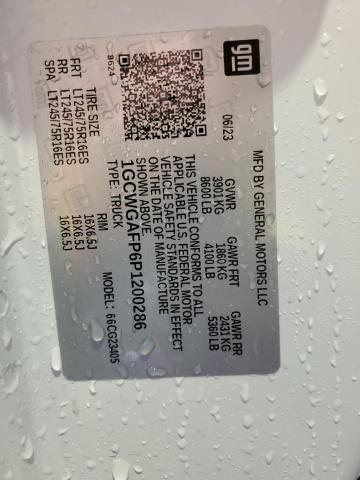 gm
MFD BY GENERAL MOTORS LLC
06/23
GVWR GAWR FRT GAWR RR
3901 KG 1860 KG 2431 KG
8600 LB 4100 LB 5360 LB
THIS VEHICLE CONFORMS TO ALL
APPLICABLE U.S. FEDERAL MOTOR
VEHICLE SAFETY STANDARDS IN EFFECT
ON THE DATE OF MANUFACTURE
SHOWN ABOVE.
1GCWGAFP6P1200286
TYPE: TRUCK MODEL: 66CG23405
B624
TIRE SIZE RIM
FRT LT245/75R16ES 16X6.5J
RR LT245/75R16ES 16X6.5J
SPA LT245/75R16ES 16X6.5J